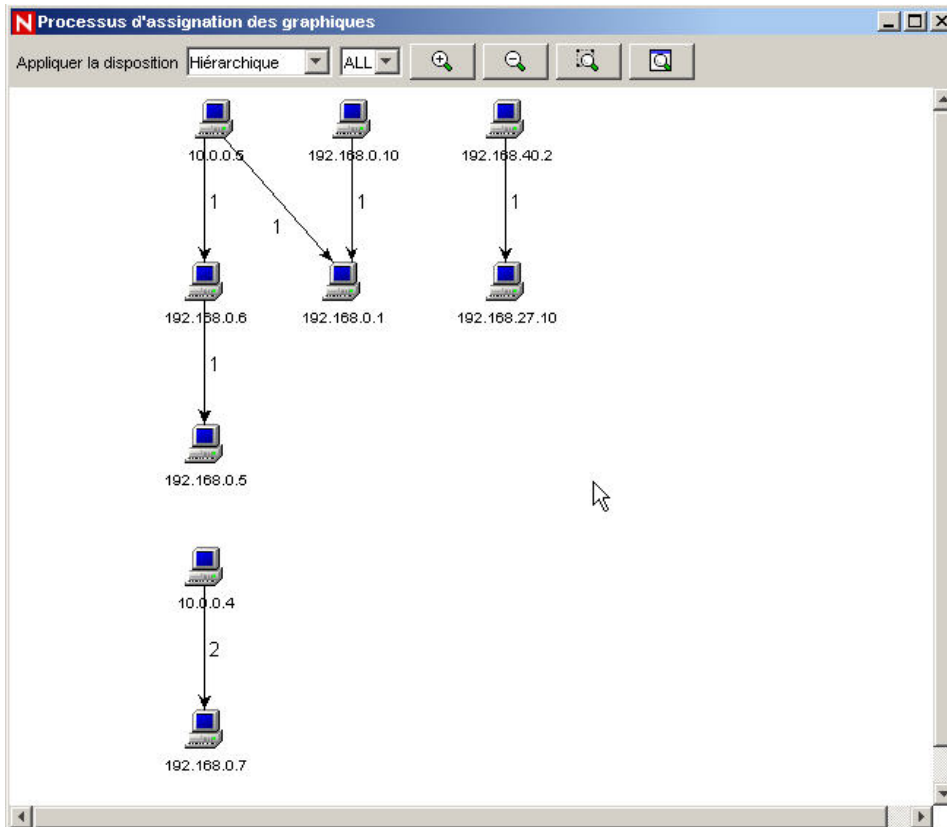 N Processus d'assignation des graphiques
Appliquer la disposition Hiérarchique ALL
10.0.0.5 192.168.0.10 192.168.40.2
1 1 1 1
192.168.0.6 192.168.0.1 192.168.27.10
1
192.168.0.5
10.0.0.4
2
192.168.0.7